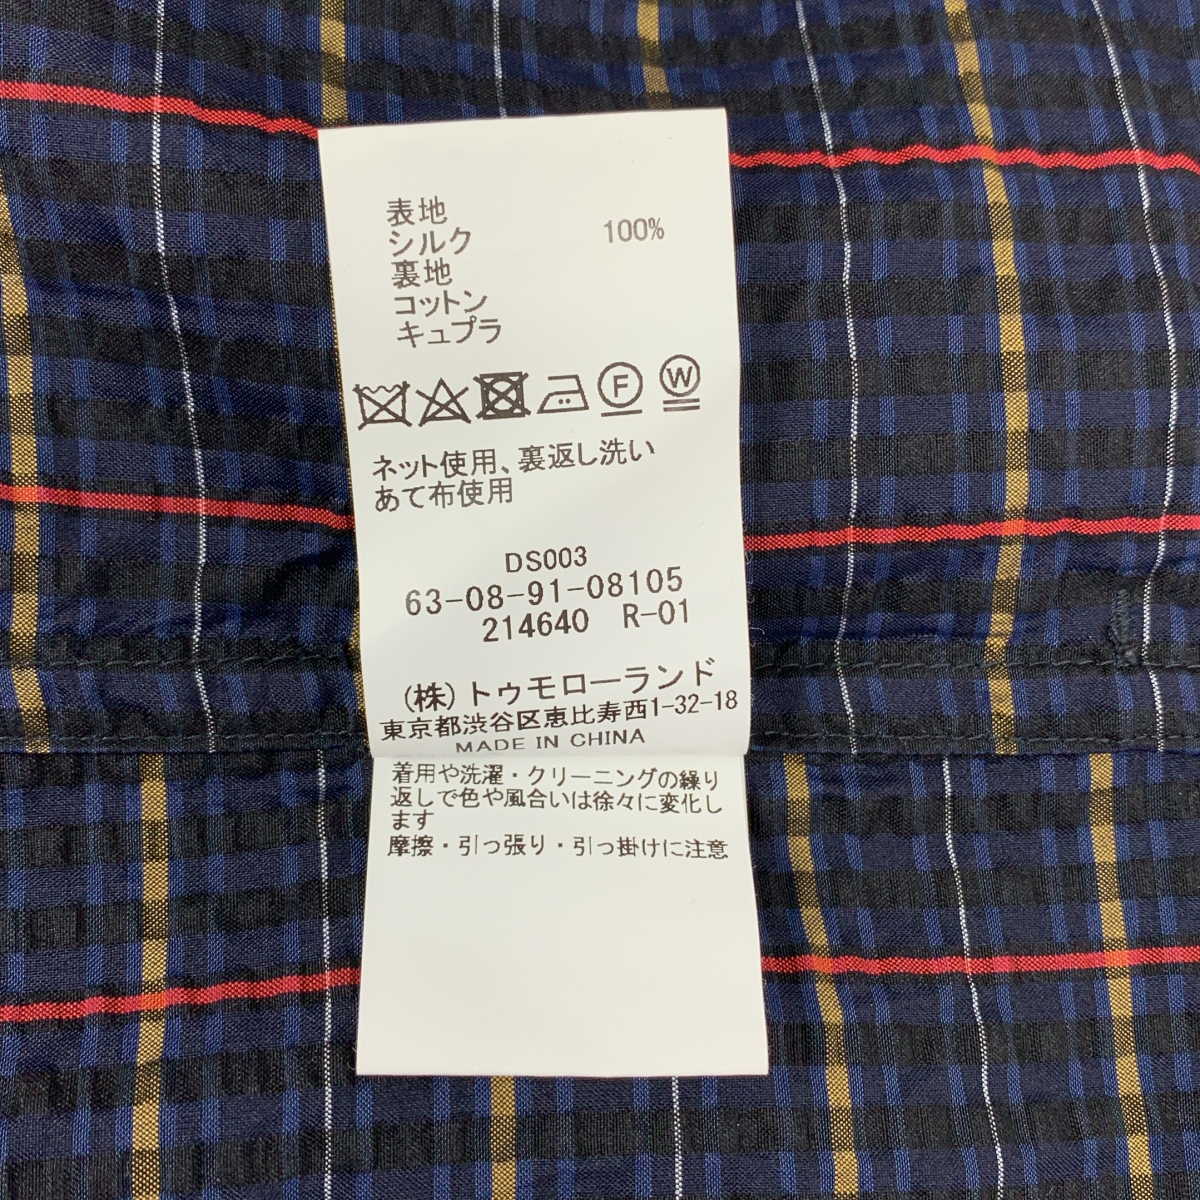 表地
シルク 100%
裏地
コットン
キュプラ
F W
ネット使用、裏返し洗い
あて布使用
DS003
63-08-91-08105
214640 R-01
(株)トゥモローランド
東京都渋谷区恵比寿西1-32-18
MADE IN CHINA
着用や洗濯・クリーニングの繰り
返しで色や風合いは徐々に変化し
ます
摩擦・引っ張り・引っ掛けに注意